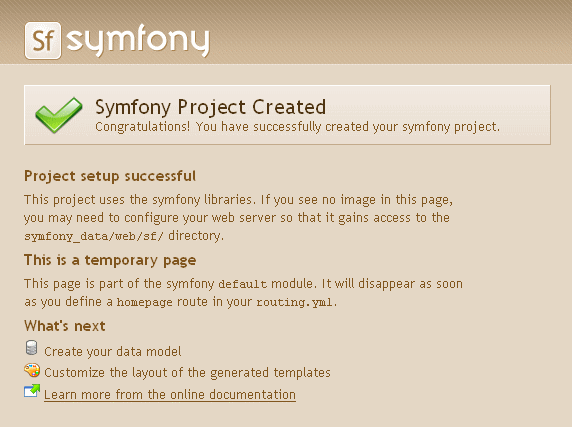 Sf symfony
Symfony Project Created
Congratulations! You have successfully created your symfony project.
Project setup successful
This project uses the symfony libraries. If you see no image in this page,
you may need to configure your web server so that it gains access to the
symfony_data/web/sf/ directory.
This is a temporary page
This page is part of the symfony default module. It will disappear as soon
as you define a homepage route in your routing.yml.
What's next
Create your data model
Customize the layout of the generated templates
Learn more from the online documentation